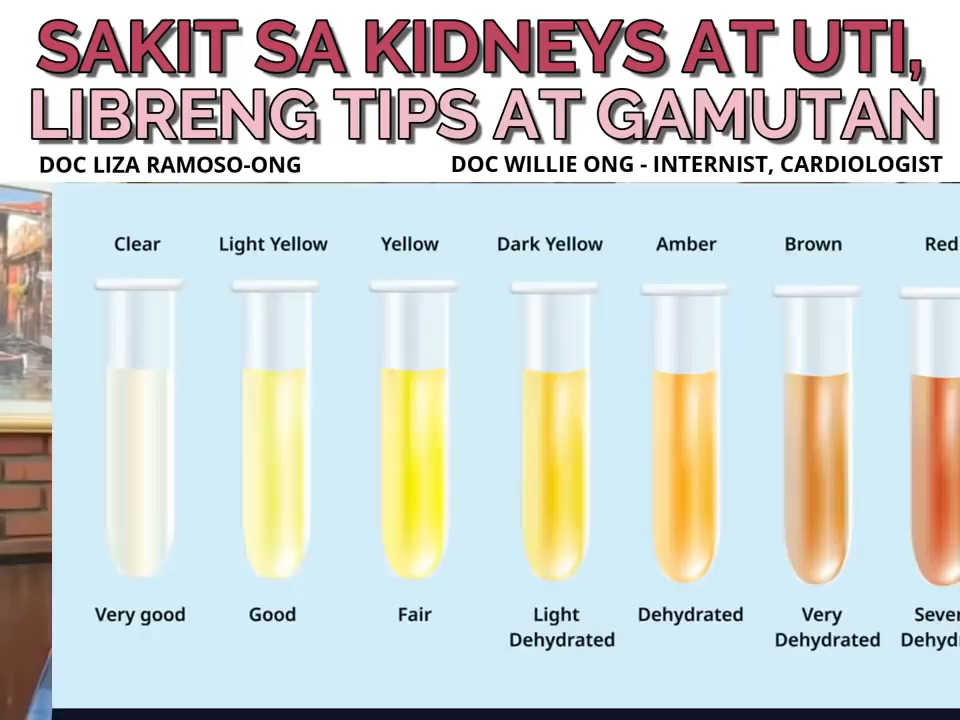 SAKIT SA KIDNEYS AT UTI,
LIBRENG TIPS AT GAMUTAN
DOC LIZA RAMOSO-ONG DOC WILLIE ONG - INTERNIST, CARDIOLOGIST
Clear Light Yellow Yellow Dark Yellow Amber Brown Red
Very good Good Fair Light Dehydrated Very
Dehydrated Dehydrated